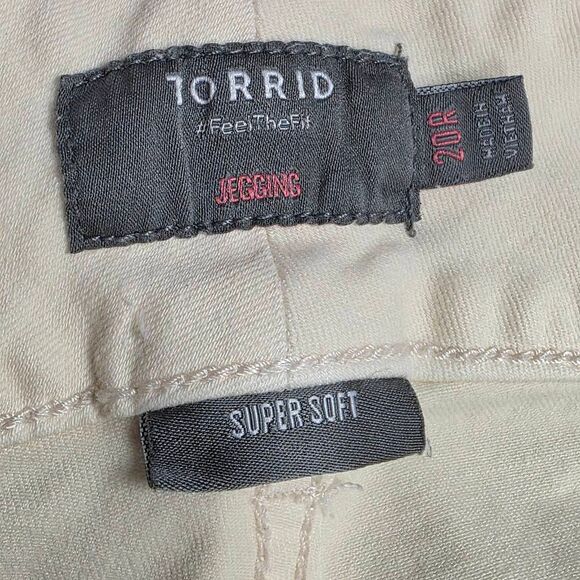 TORRID
#FeelTheFit
JEGGING
20R
MADE IN
VIETNAM
SUPER SOFT